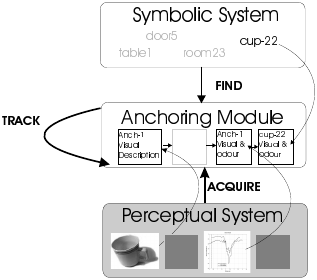 Symbolic System
door5
cup-22
table1 room23
FIND
TRACK
Anchoring Module
Anch-1
Visual
Description
Anch-1
Visual &
odour
cup-22
Visual &
odour
ACQUIRE
Perceptual System